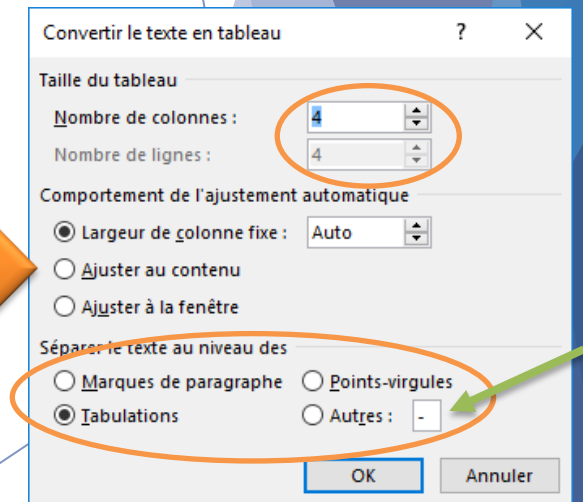 Convertir le texte en tableau ?
Taille du tableau
Nombre de colonnes : 4
Nombre de lignes : 4
Comportement de l'ajustement automatique
Largeur de colonne fixe : Auto
Ajuster au contenu
Ajuster à la fenêtre
Séparer le texte au niveau des
Marques de paragraphe Points-virgules
Tabulations Autres : -
OK Annuler